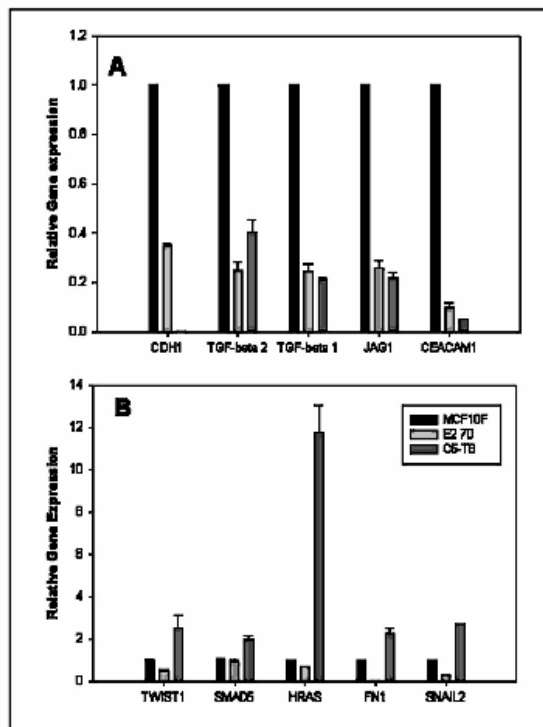 A
Relative Gene expression
1.2
1.0
0.8
0.6
0.4
0.2
0.0
CDH1 TGF-beta 2 TGF-beta 1 JAG1 CEACAM1
B
Relative Gene Expression
14
12
10
8
6
4
2
0
MCF10F
E2 70
C5-T8
TWIST1 SMAD5 HRAS FN1 SNAIL2